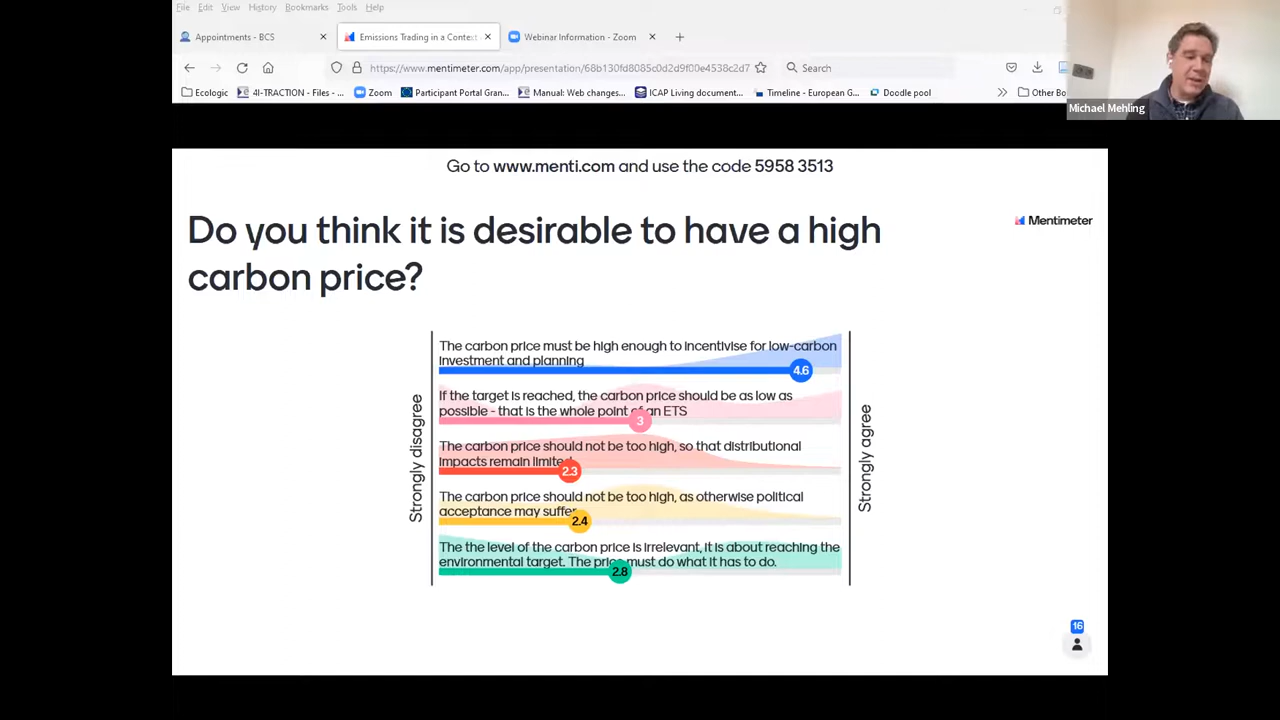 File Edit View History Bookmarks Tools Help
Appointments - BCS
Emissions Trading in a Contex
Webinar Information - Zoom
https://www.mentimeter.com/app/presentation/68b130fd8085c0d2d9f00e4538c2d7
Search
Ecologic
4I-TRACTION - Files - ...
Zoom
Participant Portal Gran...
Manual: Web changes...
ICAP Living document...
Timeline - European G...
Doodle pool
Other Bo
Michael Mehling
Go to www.menti.com and use the code 5958 3513
Do you think it is desirable to have a high
carbon price?
Mentimeter
Strongly disagree
The carbon price must be high enough to incentivise for low-carbon
investment and planning
4.6
If the target is reached, the carbon price should be as low as
possible - that is the whole point of an ETS
3
The carbon price should not be too high, so that distributional
impacts remain limited
2.3
The carbon price should not be too high, as otherwise political
acceptance may suffer
2.4
The the level of the carbon price is irrelevant, it is about reaching the
environmental target. The price must do what it has to do.
2.8
Strongly agree
16